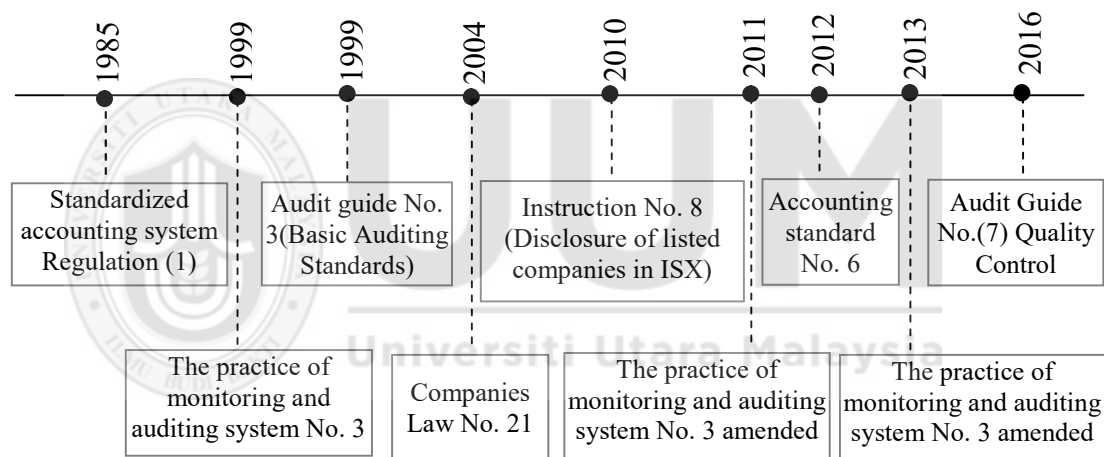 1985
1999
1999
2004
2010
2011
2012
2013
2016
Standardized
accounting system
Regulation (1)
Audit guide No.
3(Basic Auditing
Standards)
Instruction No. 8
(Disclosure of listed
companies in ISX)
Accounting
standard
No. 6
Audit Guide
No.(7) Quality
Control
The practice of
monitoring and
auditing system No. 3
Companies
Law No. 21
The practice of
monitoring and auditing
system No. 3 amended
The practice of
monitoring and auditing
system No. 3 amended
UUM
Universiti Utara Malaysia
UNIVERSITI UTARA MALAYSIA